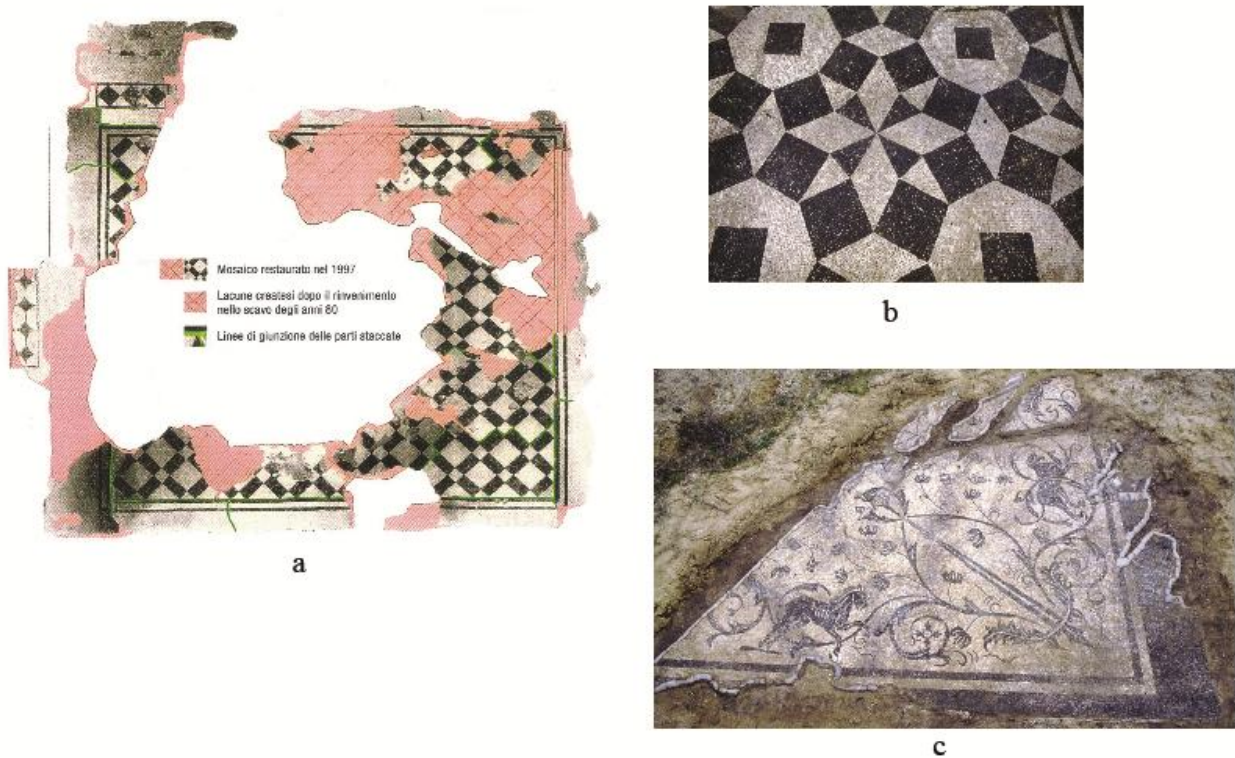 Mosaico restaurato nel 1997
Lacune createsi dopo il rinvenimento
nello scavo degli anni 80
Linee di giunzione delle parti staccate
a
b
c